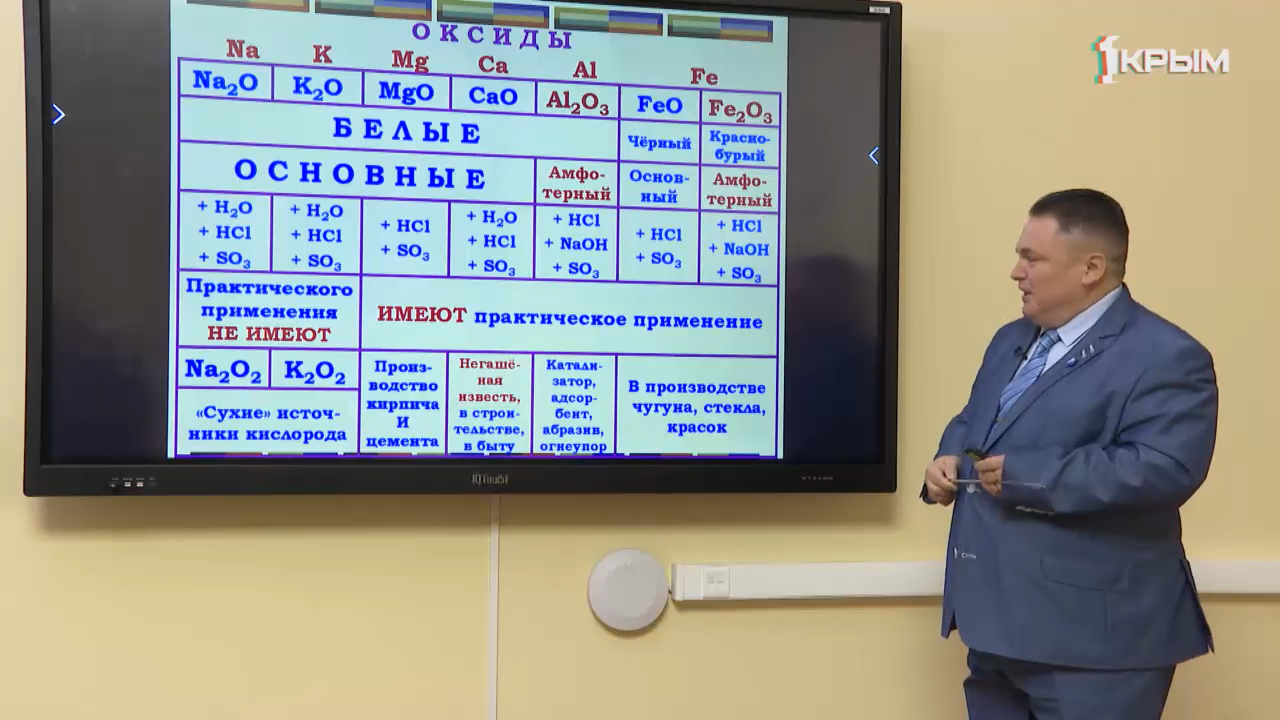 1КРЫМ
ОКСИДЫ
Na K Mg Ca Al Fe
Na₂O K₂O MgO CaO Al₂O₃ FeO Fe₂O₃
БЕЛЫЕ
Чёрный
Красно-
бурый
ОСНОВНЫЕ
Амфо-
терный
Основ-
ный
Амфо-
терный
+ H₂O
+ HCl
+ SO₃
+ H₂O
+ HCl
+ SO₃
+ HCl
+ SO₃
+ H₂O
+ HCl
+ SO₃
+ HCl
+ NaOH
+ SO₃
+ HCl
+ SO₃
+ HCl
+ NaOH
+ SO₃
Практического
применения
НЕ ИМЕЮТ
ИМЕЮТ практическое применение
Na₂O₂ K₂O₂
«Сухие» источ-
ники кислорода
Произ-
водство
кирпича
И
цемента
Негашё-
ная
известь,
в строи-
тельстве,
в быту
Катали-
затор,
адсор-
бент,
абразив,
огнеупор
В производстве
чугуна, стекла,
красок
IQTouch